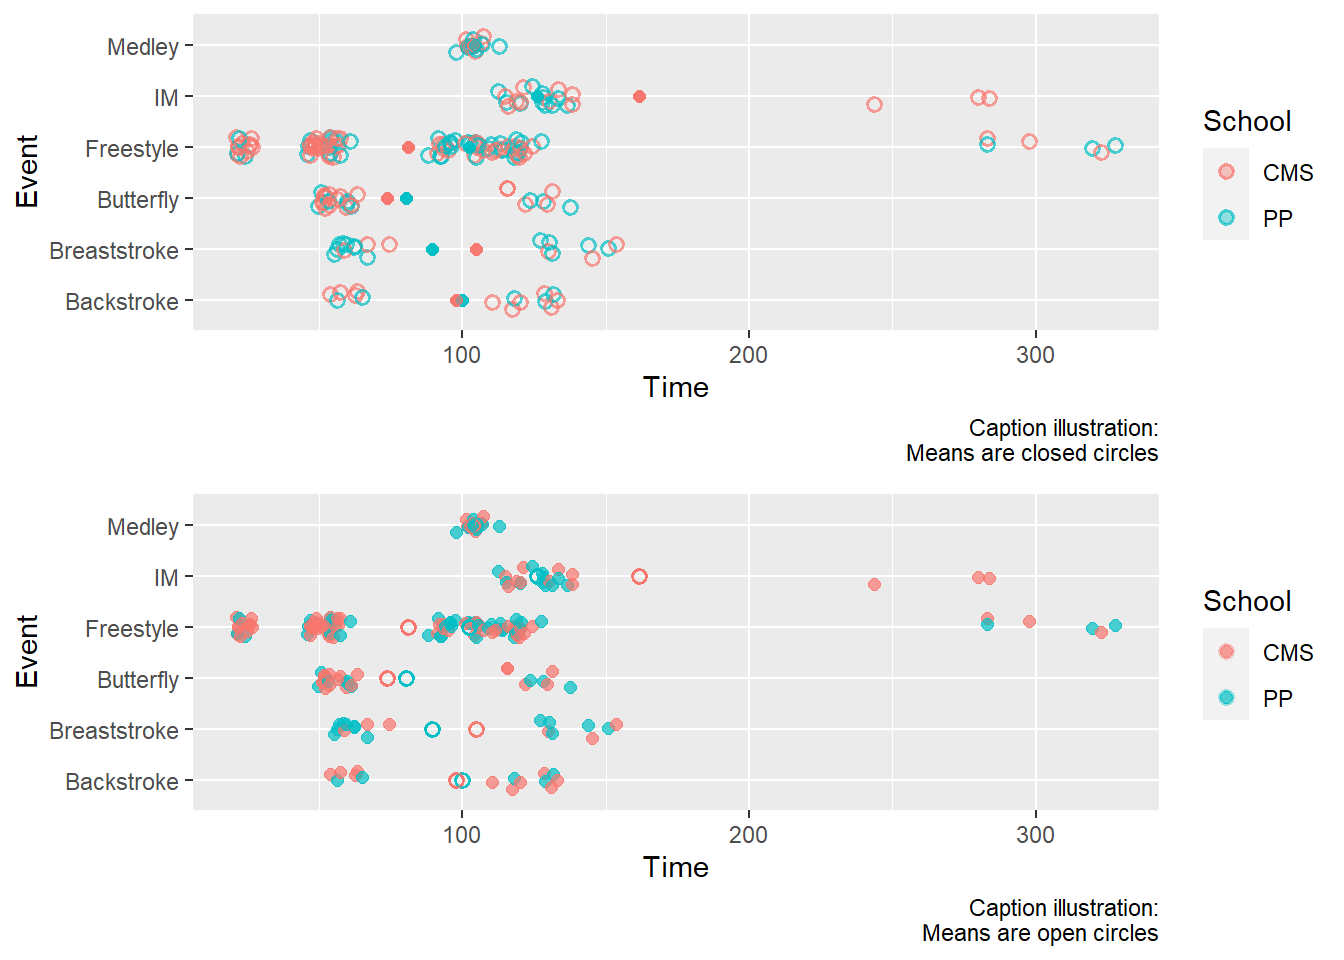 Medley
IM
Freestyle
Butterfly
Breaststroke
Backstroke
Event
100
200
300
Time
School
CMS
PP
Caption illustration:
Means are closed circles
Medley
IM
Freestyle
Butterfly
Breaststroke
Backstroke
Event
100
200
300
Time
School
CMS
PP
Caption illustration:
Means are open circles